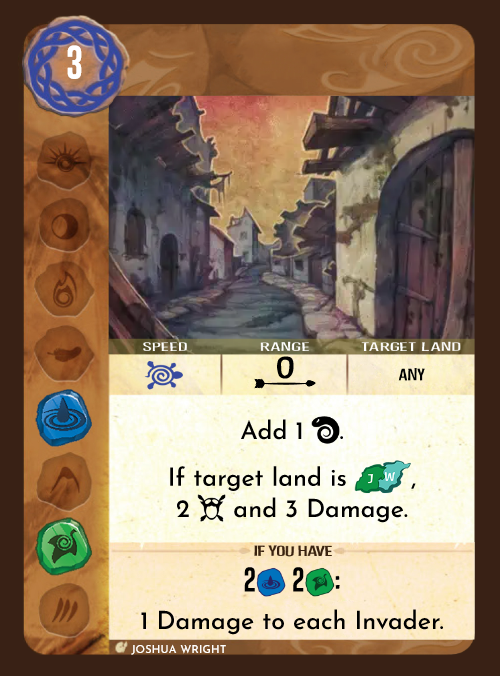 3
SPEED RANGE TARGET LAND
0 ANY
Add 1 .
If target land is J W ,
2 and 3 Damage.
IF YOU HAVE
2 2 :
1 Damage to each Invader.
JOSHUA WRIGHT